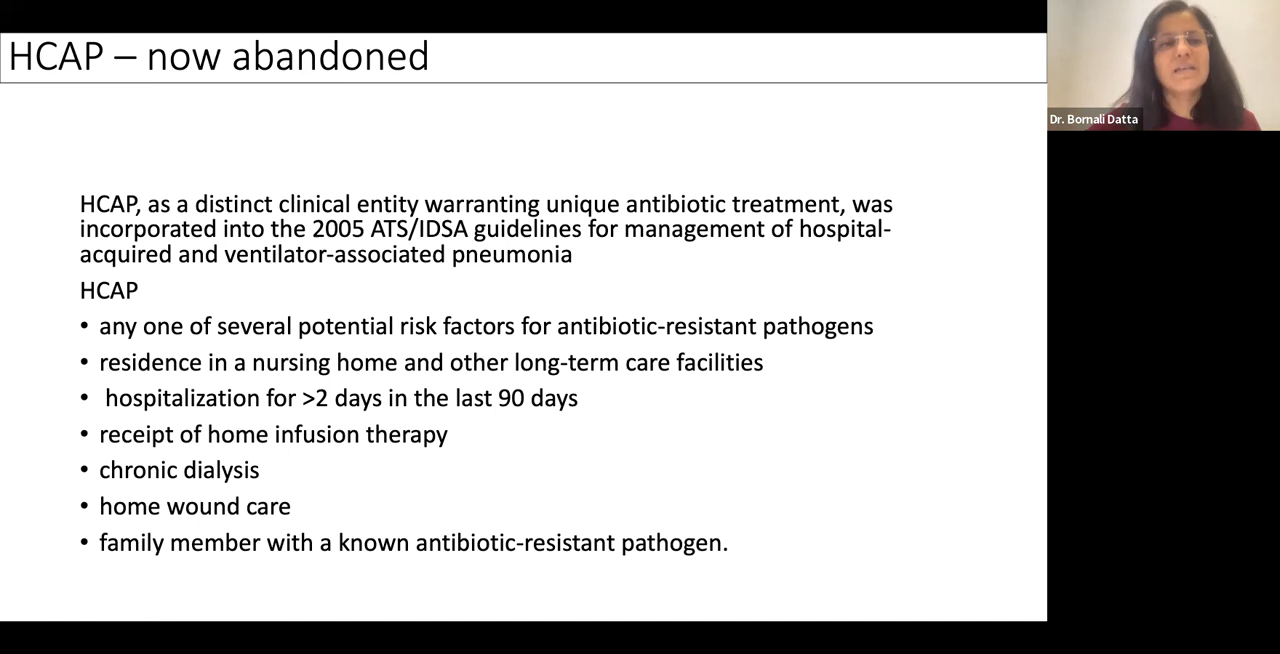 HCAP – now abandoned
Dr. Bornali Datta
HCAP, as a distinct clinical entity warranting unique antibiotic treatment, was
incorporated into the 2005 ATS/IDSA guidelines for management of hospital-
acquired and ventilator-associated pneumonia
HCAP
• any one of several potential risk factors for antibiotic-resistant pathogens
• residence in a nursing home and other long-term care facilities
• hospitalization for >2 days in the last 90 days
• receipt of home infusion therapy
• chronic dialysis
• home wound care
• family member with a known antibiotic-resistant pathogen.